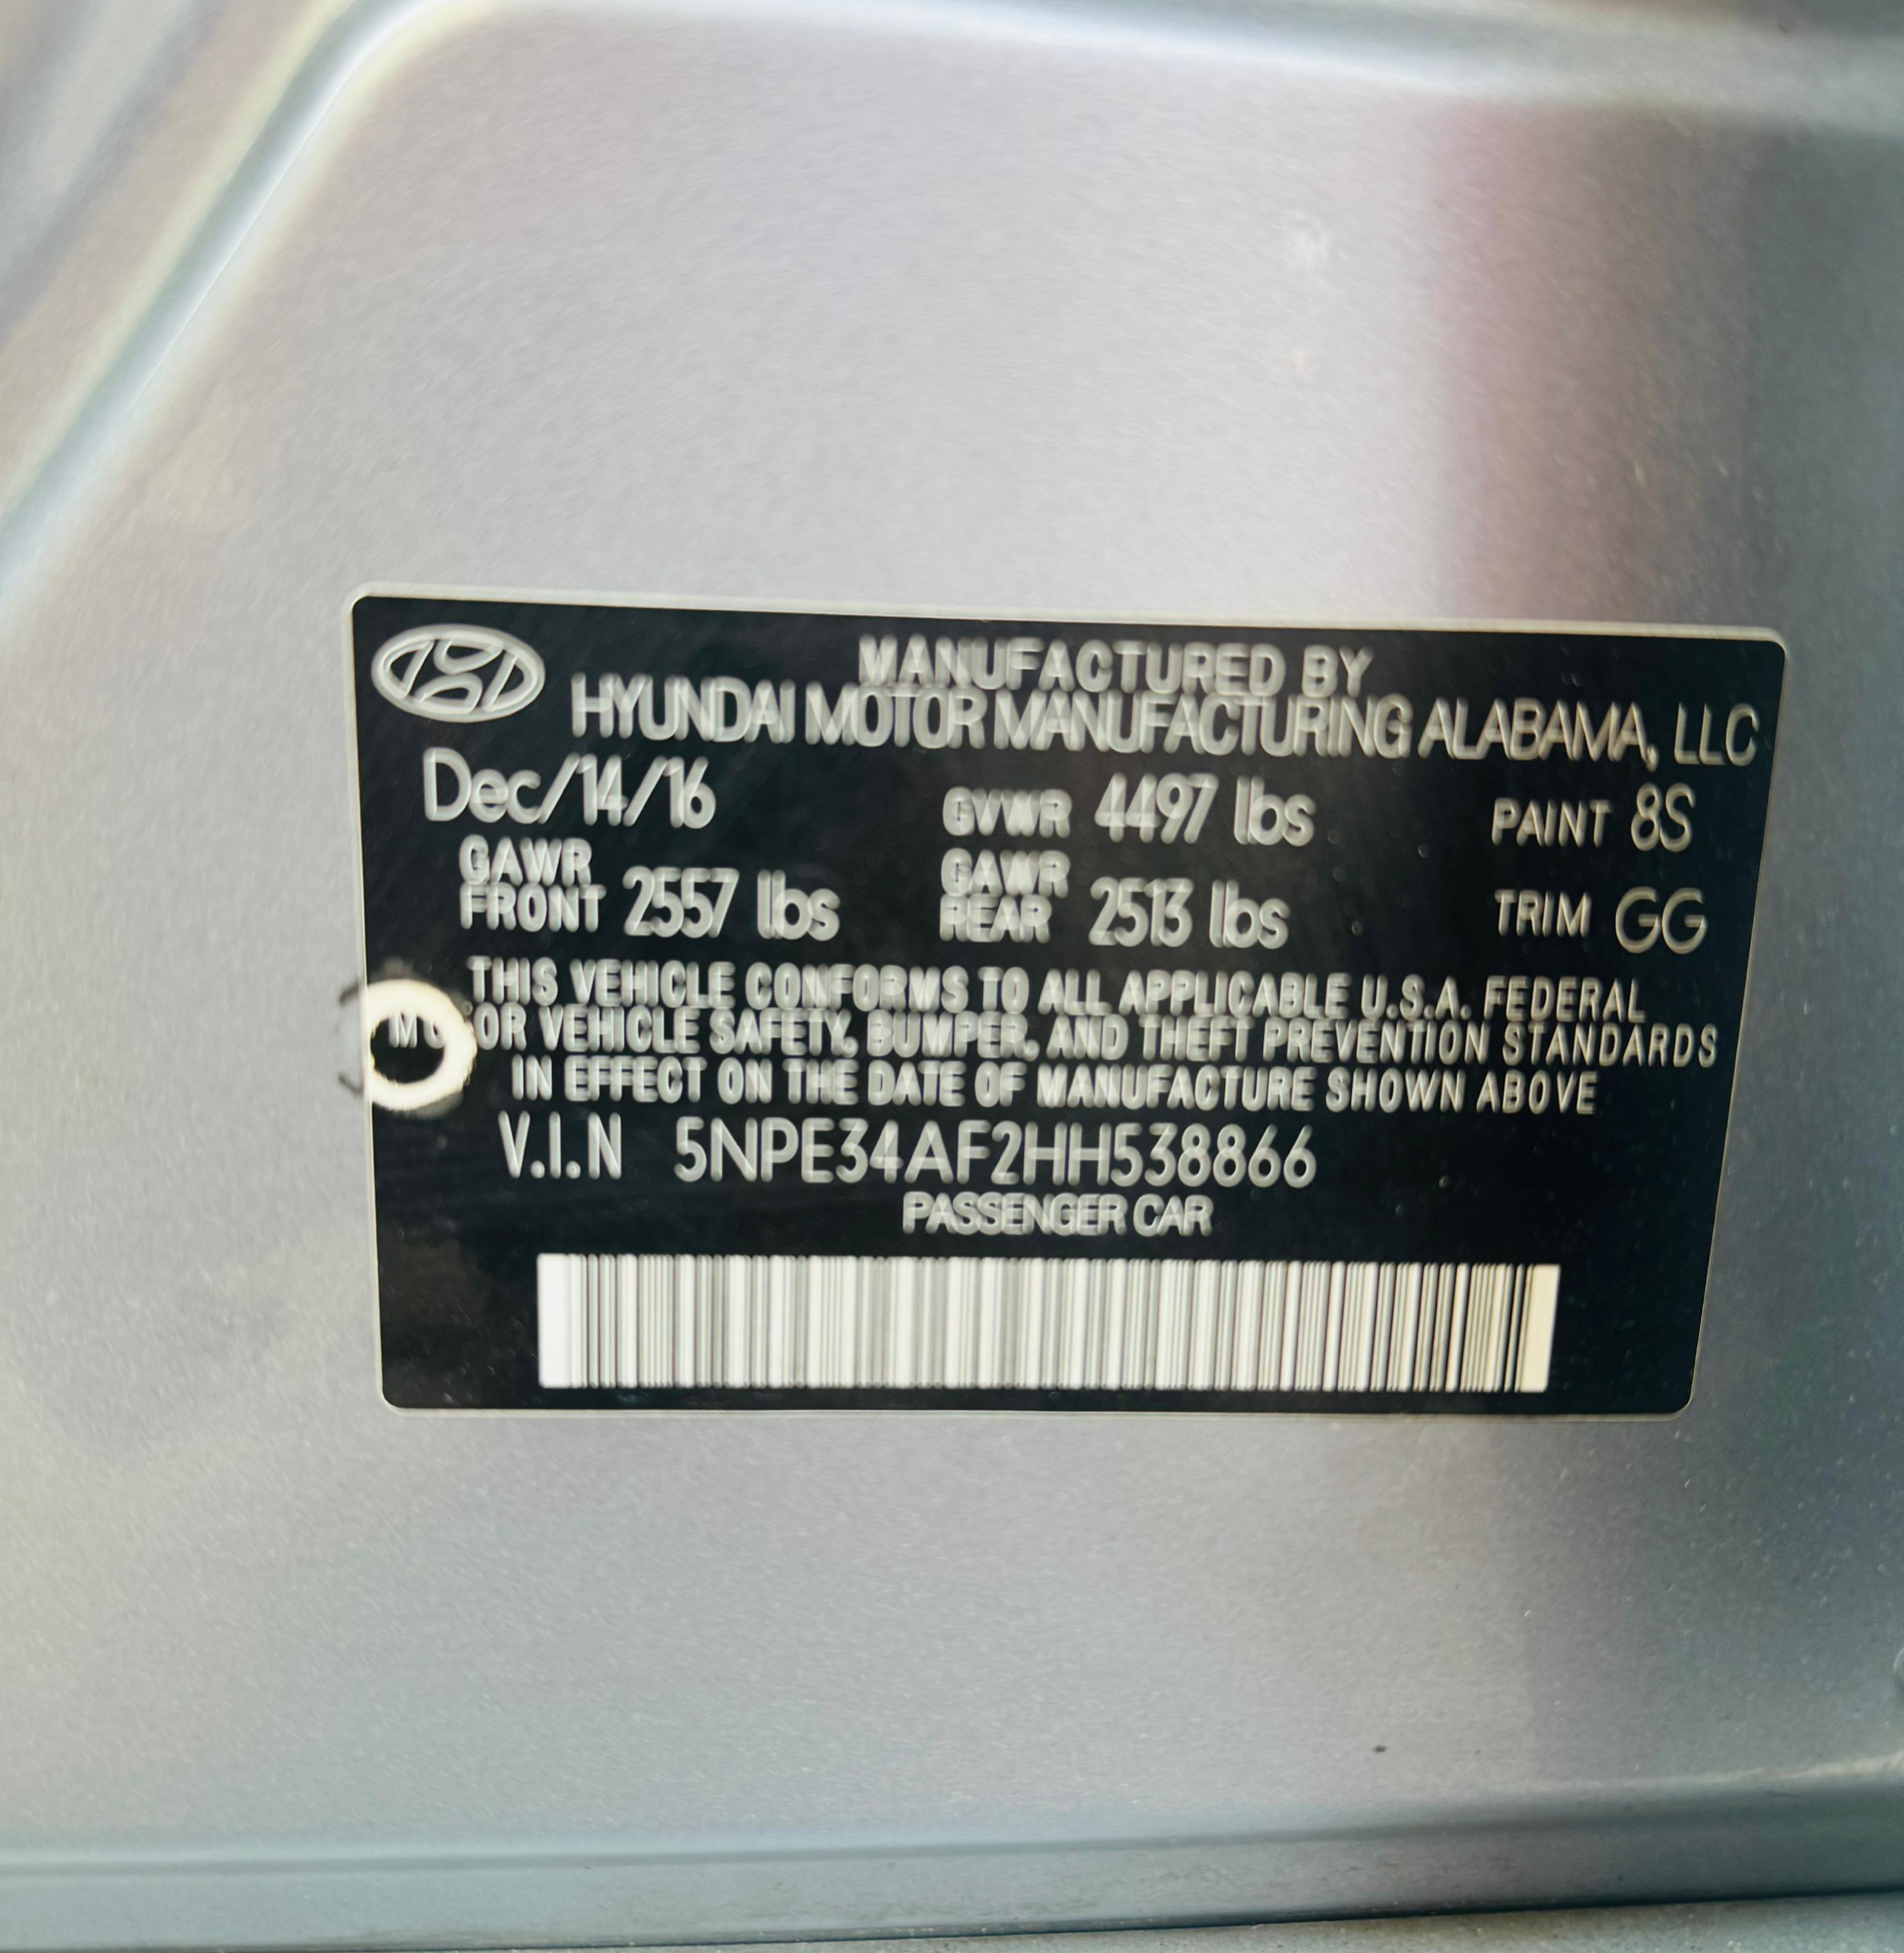 MANUFACTURED BY
HYUNDAI MOTOR MANUFACTURING ALABAMA, LLC
Dec/14/16 GVWR 4497 lbs PAINT 8S
GAWR FRONT 2557 lbs GAWR REAR 2513 lbs TRIM GG
THIS VEHICLE CONFORMS TO ALL APPLICABLE U.S.A. FEDERAL
MOTOR VEHICLE SAFETY, BUMPER, AND THEFT PREVENTION STANDARDS
IN EFFECT ON THE DATE OF MANUFACTURE SHOWN ABOVE
V.I.N 5NPE34AF2HH538866
PASSENGER CAR